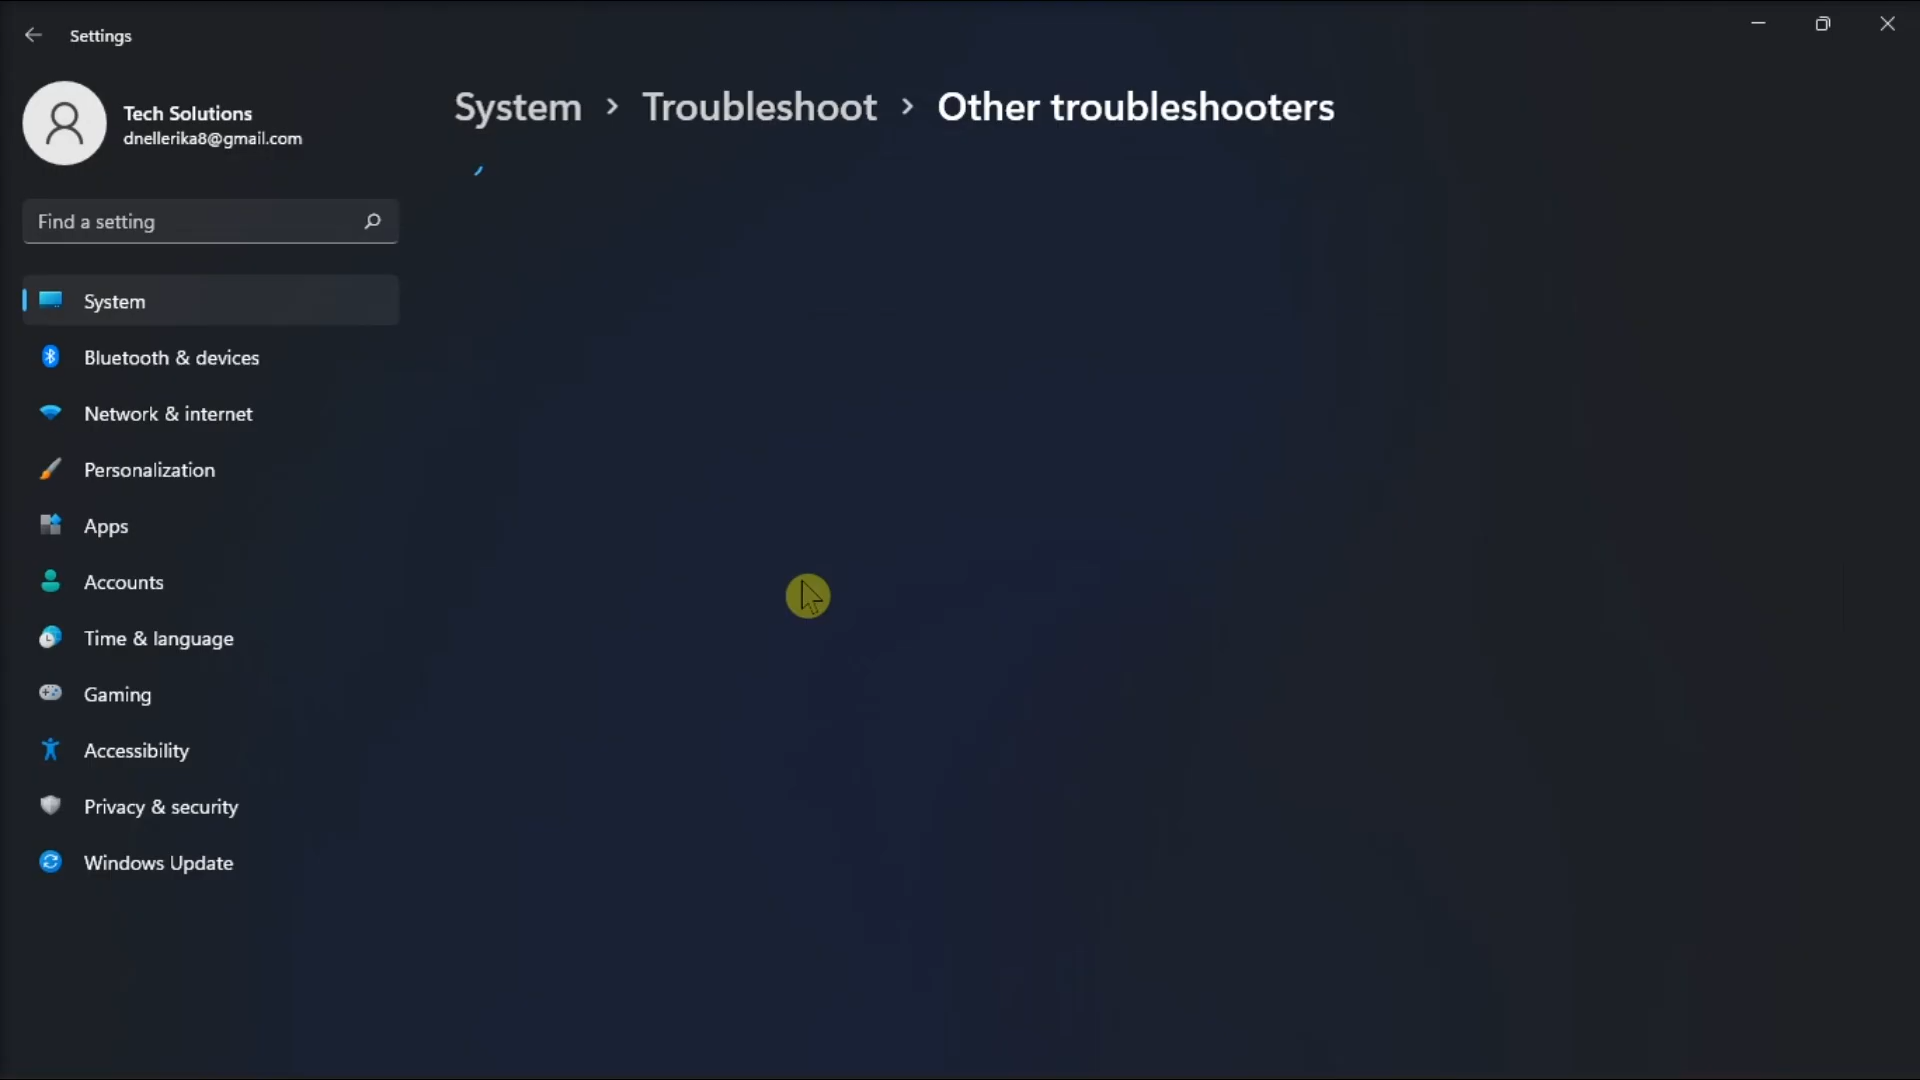 Settings
Tech Solutions
dnellerika8@gmail.com
System > Troubleshoot > Other troubleshooters
Find a setting
System
Bluetooth & devices
Network & internet
Personalization
Apps
Accounts
Time & language
Gaming
Accessibility
Privacy & security
Windows Update